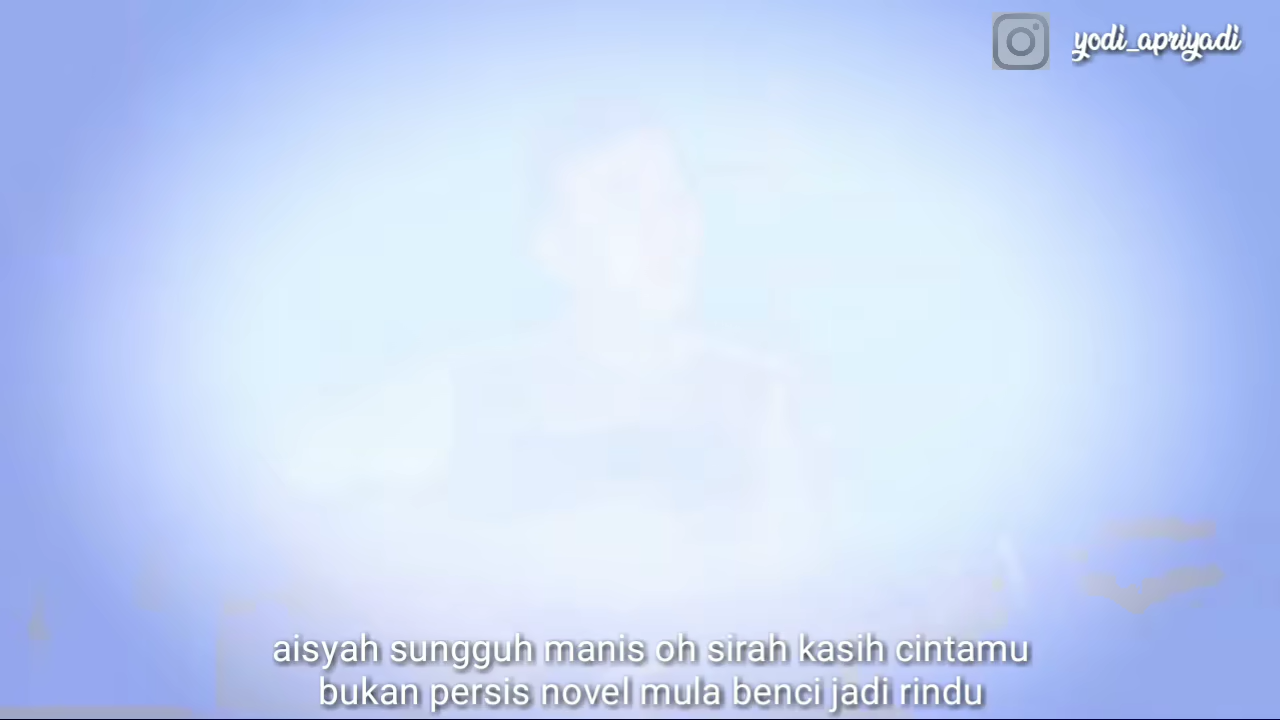 yodi_apriyadi
aisyah sungguh manis oh sirah kasih cintamu
bukan persis novel mula benci jadi rindu